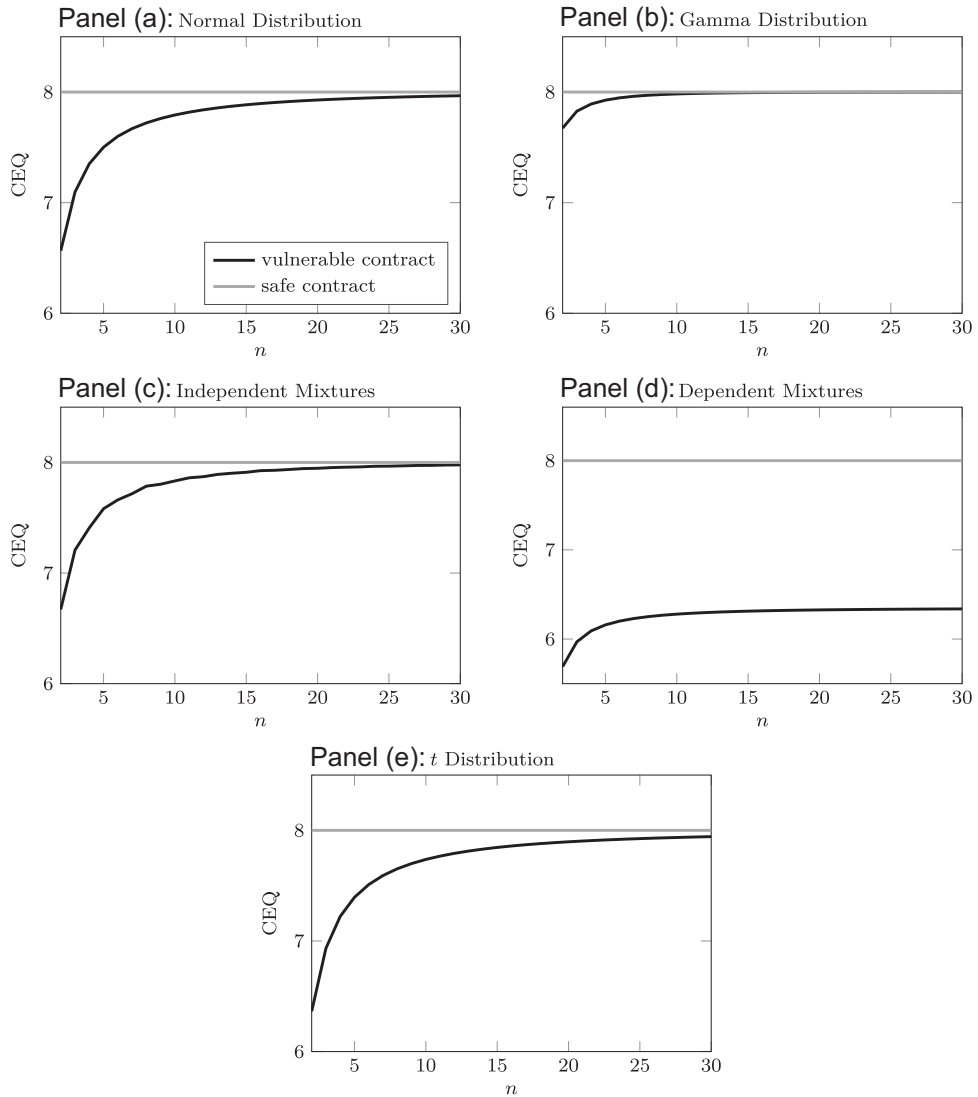 Panel (a): Normal Distribution
8
7
6
CEQ
5 10 15 20 25 30
n
vulnerable contract
safe contract
Panel (b): Gamma Distribution
8
7
6
CEQ
5 10 15 20 25 30
n
Panel (c): Independent Mixtures
8
7
6
CEQ
5 10 15 20 25 30
n
Panel (d): Dependent Mixtures
8
7
6
CEQ
5 10 15 20 25 30
n
Panel (e): t Distribution
8
7
6
CEQ
5 10 15 20 25 30
n